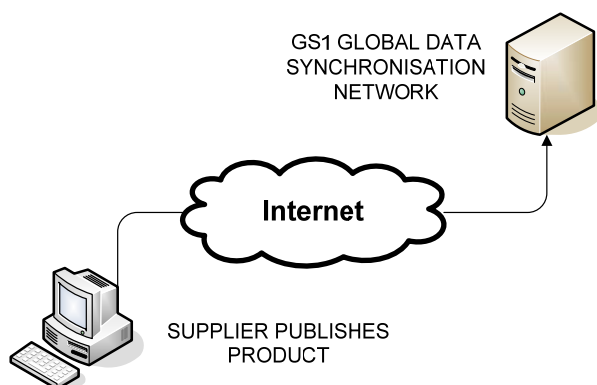 GS1 GLOBAL DATA
SYNCHRONISATION
NETWORK
Internet
SUPPLIER PUBLISHES
PRODUCT